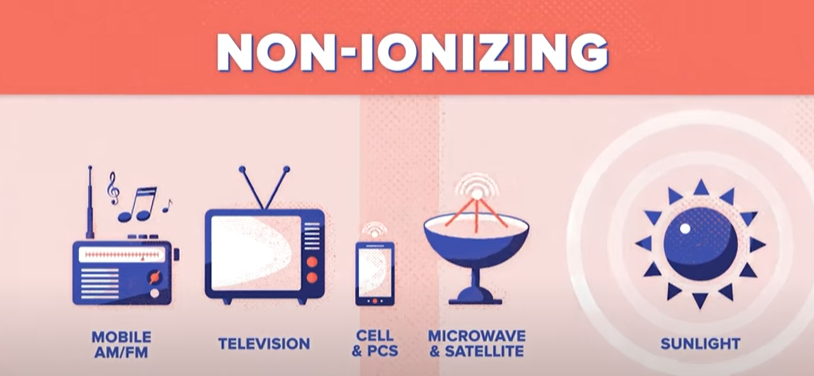 NON-IONIZING
MOBILE
AM/FM
TELEVISION
CELL
& PCS
MICROWAVE
& SATELLITE
SUNLIGHT